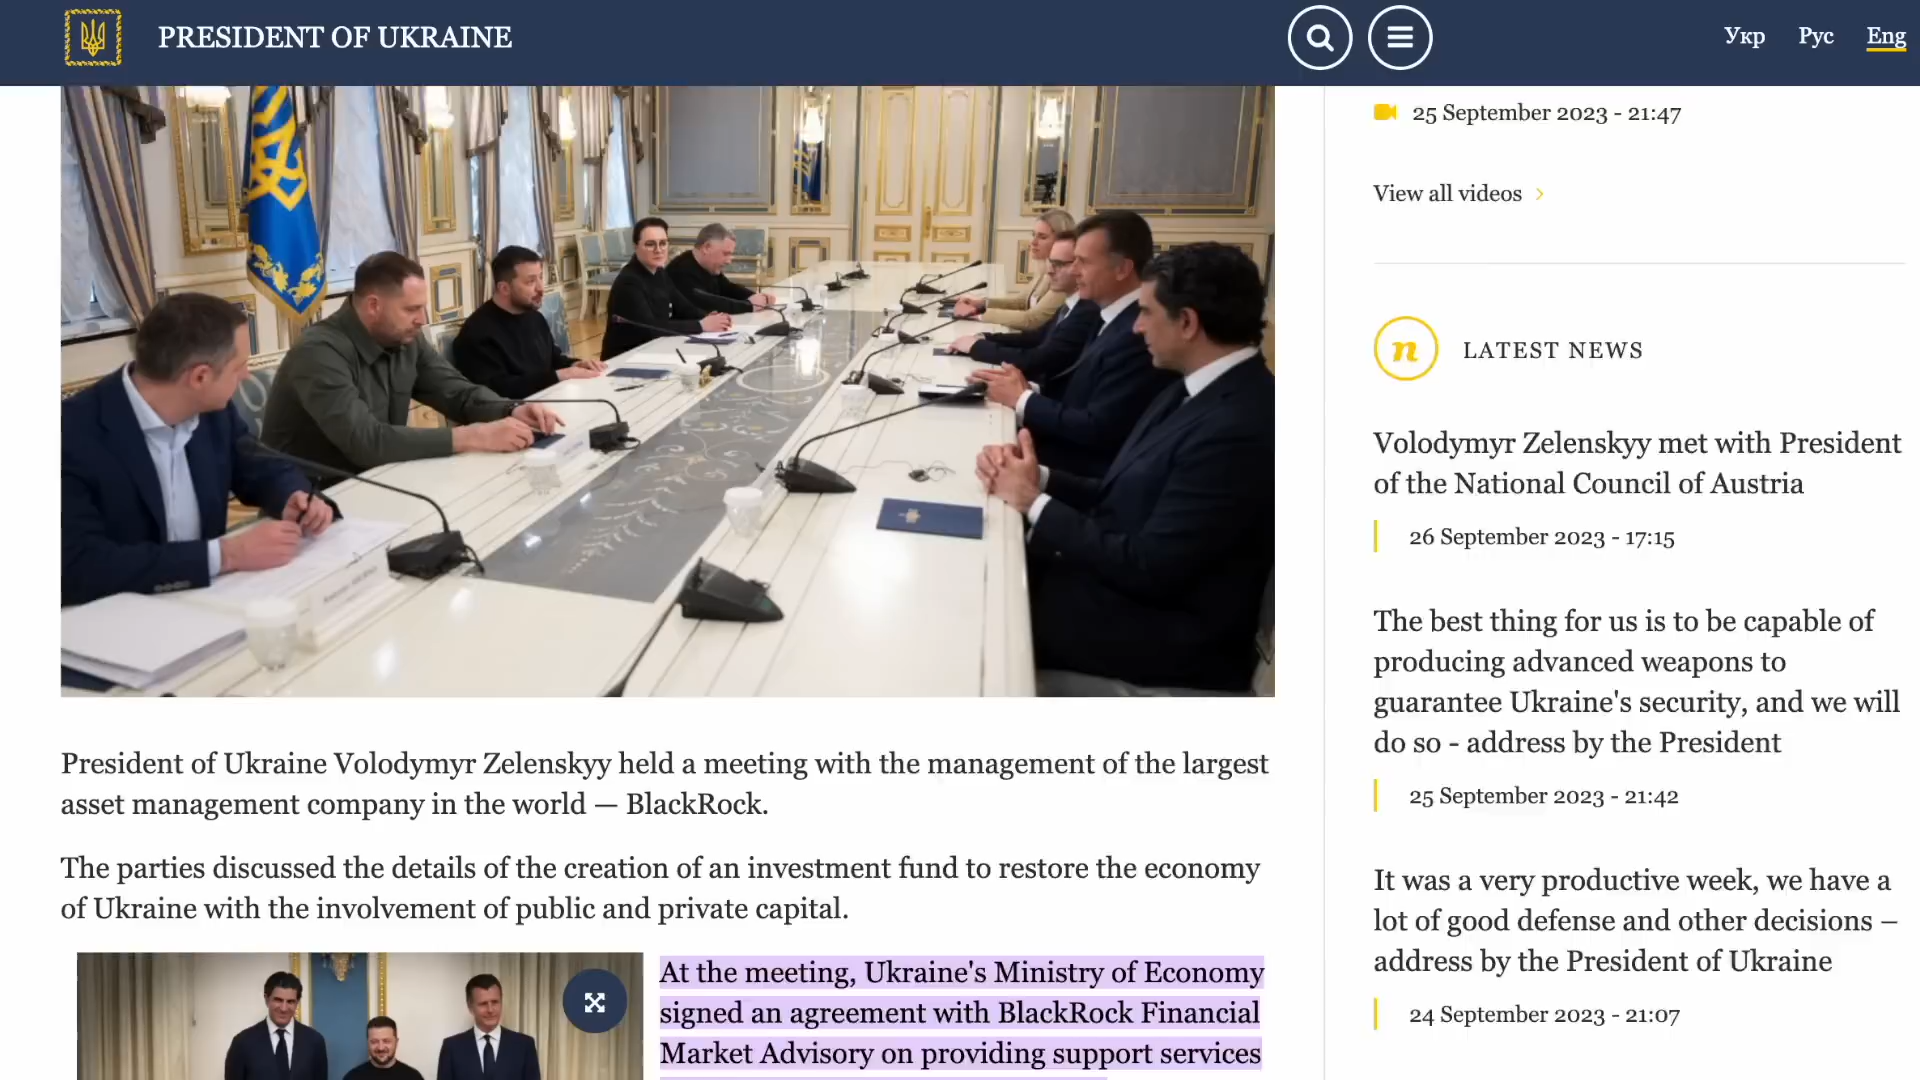 PRESIDENT OF UKRAINE
Укр Рус Eng
25 September 2023 - 21:47
View all videos
n LATEST NEWS
Volodymyr Zelenskyy met with President
of the National Council of Austria
26 September 2023 - 17:15
The best thing for us is to be capable of
producing advanced weapons to
guarantee Ukraine's security, and we will
do so - address by the President
25 September 2023 - 21:42
It was a very productive week, we have a
lot of good defense and other decisions –
address by the President of Ukraine
24 September 2023 - 21:07
President of Ukraine Volodymyr Zelenskyy held a meeting with the management of the largest
asset management company in the world — BlackRock.
The parties discussed the details of the creation of an investment fund to restore the economy
of Ukraine with the involvement of public and private capital.
At the meeting, Ukraine's Ministry of Economy
signed an agreement with BlackRock Financial
Market Advisory on providing support services